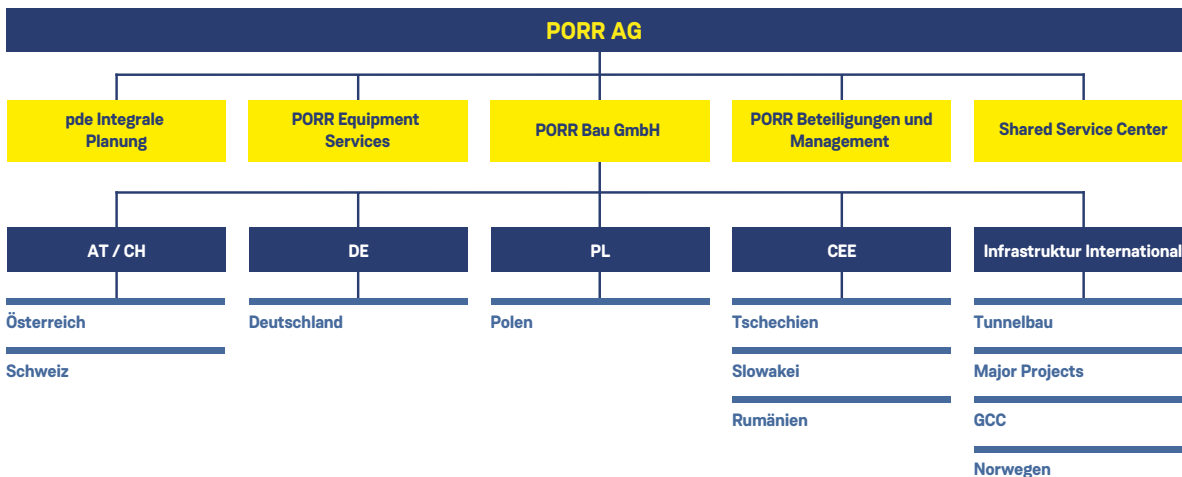 PORR AG
pde Integrale
Planung
PORR Equipment
Services
PORR Bau GmbH
PORR Beteiligungen und
Management
Shared Service Center
AT / CH
DE
PL
CEE
Infrastruktur International
Österreich
Deutschland
Polen
Tschechien
Tunnelbau
Schweiz
Slowakei
Major Projects
Rumänien
GCC
Norwegen